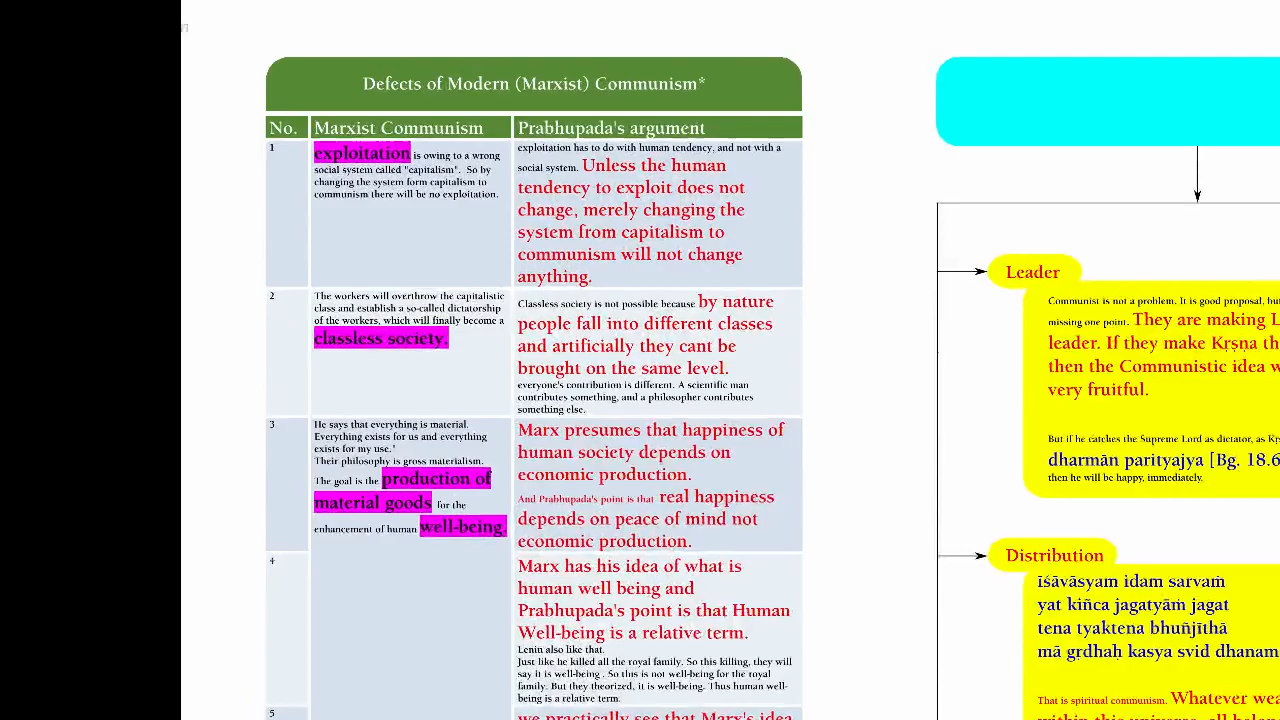 Defects of Modern (Marxist) Communism*
No. Marxist Communism Prabhupada's argument
1
exploitation is owing to a wrong
social system called "capitalism". So by
changing the system form capitalism to
communism there will be no exploitation.
exploitation has to do with human tendency, and not with a
social system. Unless the human
tendency to exploit does not
change, merely changing the
system from capitalism to
communism will not change
anything.
2
The workers will overthrow the capitalistic
class and establish a so-called dictatorship
of the workers, which will finally become a
classless society.
Classless society is not possible because by nature
people fall into different classes
and artificially they cant be
brought on the same level.
everyone's contribution is different. A scientific man
contributes something, and a philosopher contributes
something else.
3
He says that everything is material.
Everything exists for us and everything
exists for my use."
Their philosophy is gross materialism.
The goal is the production of
material goods for the
enhancement of human well-being.
Marx presumes that happiness of
human society depends on
economic production.
And Prabhupada's point is that real happiness
depends on peace of mind not
economic production.
4
Marx has his idea of what is
human well being and
Prabhupada's point is that Human
Well-being is a relative term.
Lenin also like that.
Just like he killed all the royal family. So this killing, they will
say it is well-being . So this is not well-being for the royal
family. But they theorized, it is well-being. Thus human well-
being is a relative term.
5
we practically see that Marx's idea
Leader
Communist is not a problem. It is good proposal, but
missing one point. They are making
leader. If they make Kṛṣṇa
then the Communistic idea
very fruitful.
But if he catches the Supreme Lord as dictator, as
dharmān parityajya [Bg. 18.6
then he will be happy, immediately.
Distribution
īśāvāsyam idam sarvaṁ
yat kiñca jagatyāṁ jagat
tena tyaktena bhuñjīthā
mā gṛdhaḥ kasya svid dhanam
That is spiritual communism. Whatever
within this universe, all